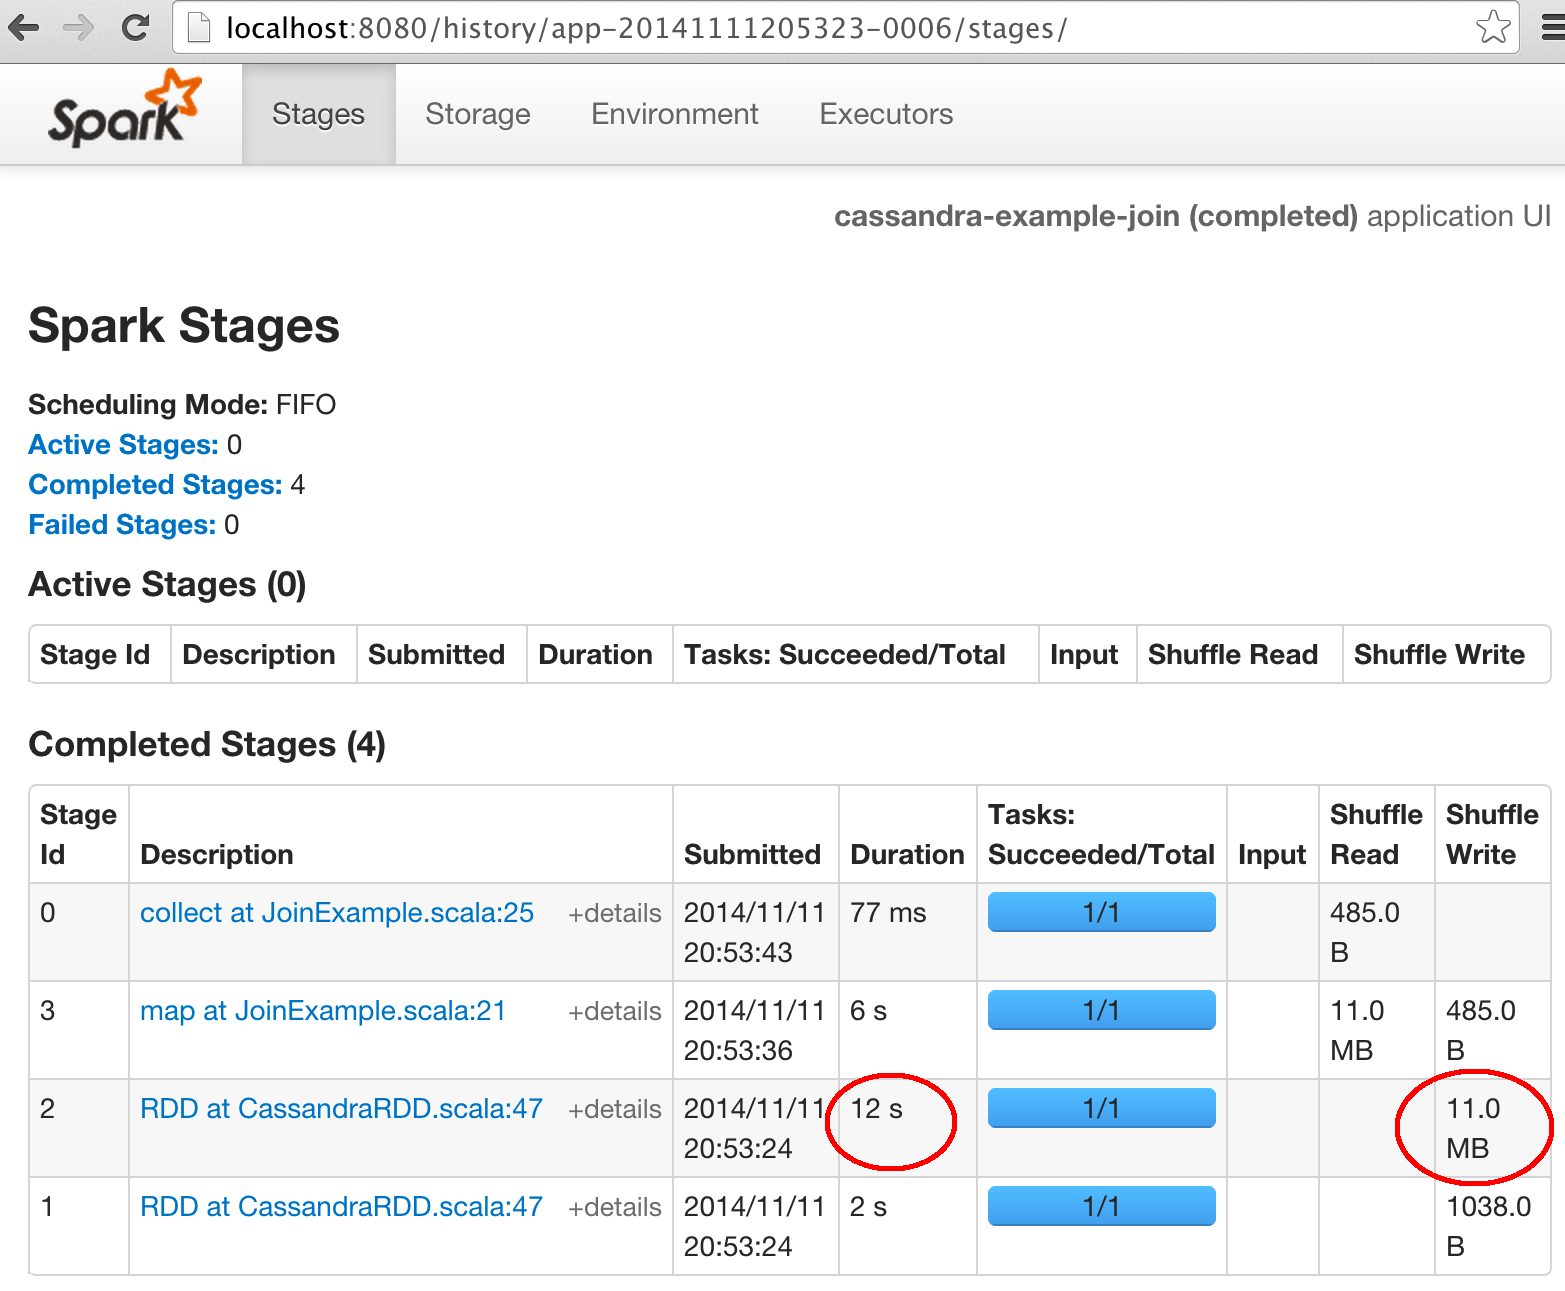 localhost:8080/history/app-20141111205323-0006/stages/
Spark Stages Storage Environment Executors
cassandra-example-join (completed) application UI
Spark Stages
Scheduling Mode: FIFO
Active Stages: 0
Completed Stages: 4
Failed Stages: 0
Active Stages (0)
Stage Id Description Submitted Duration Tasks: Succeeded/Total Input Shuffle Read Shuffle Write
Completed Stages (4)
Stage Tasks: Shuffle Shuffle
Id Description Submitted Duration Succeeded/Total Input Read Write
0 collect at JoinExample.scala:25 +details 2014/11/11 77 ms 1/1 485.0
20:53:43 B
3 map at JoinExample.scala:21 +details 2014/11/11 6 s 1/1 11.0 485.0
20:53:36 MB B
2 RDD at CassandraRDD.scala:47 +details 2014/11/11 12 s 1/1 11.0
20:53:24 MB
1 RDD at CassandraRDD.scala:47 +details 2014/11/11 2 s 1/1 1038.0
20:53:24 B